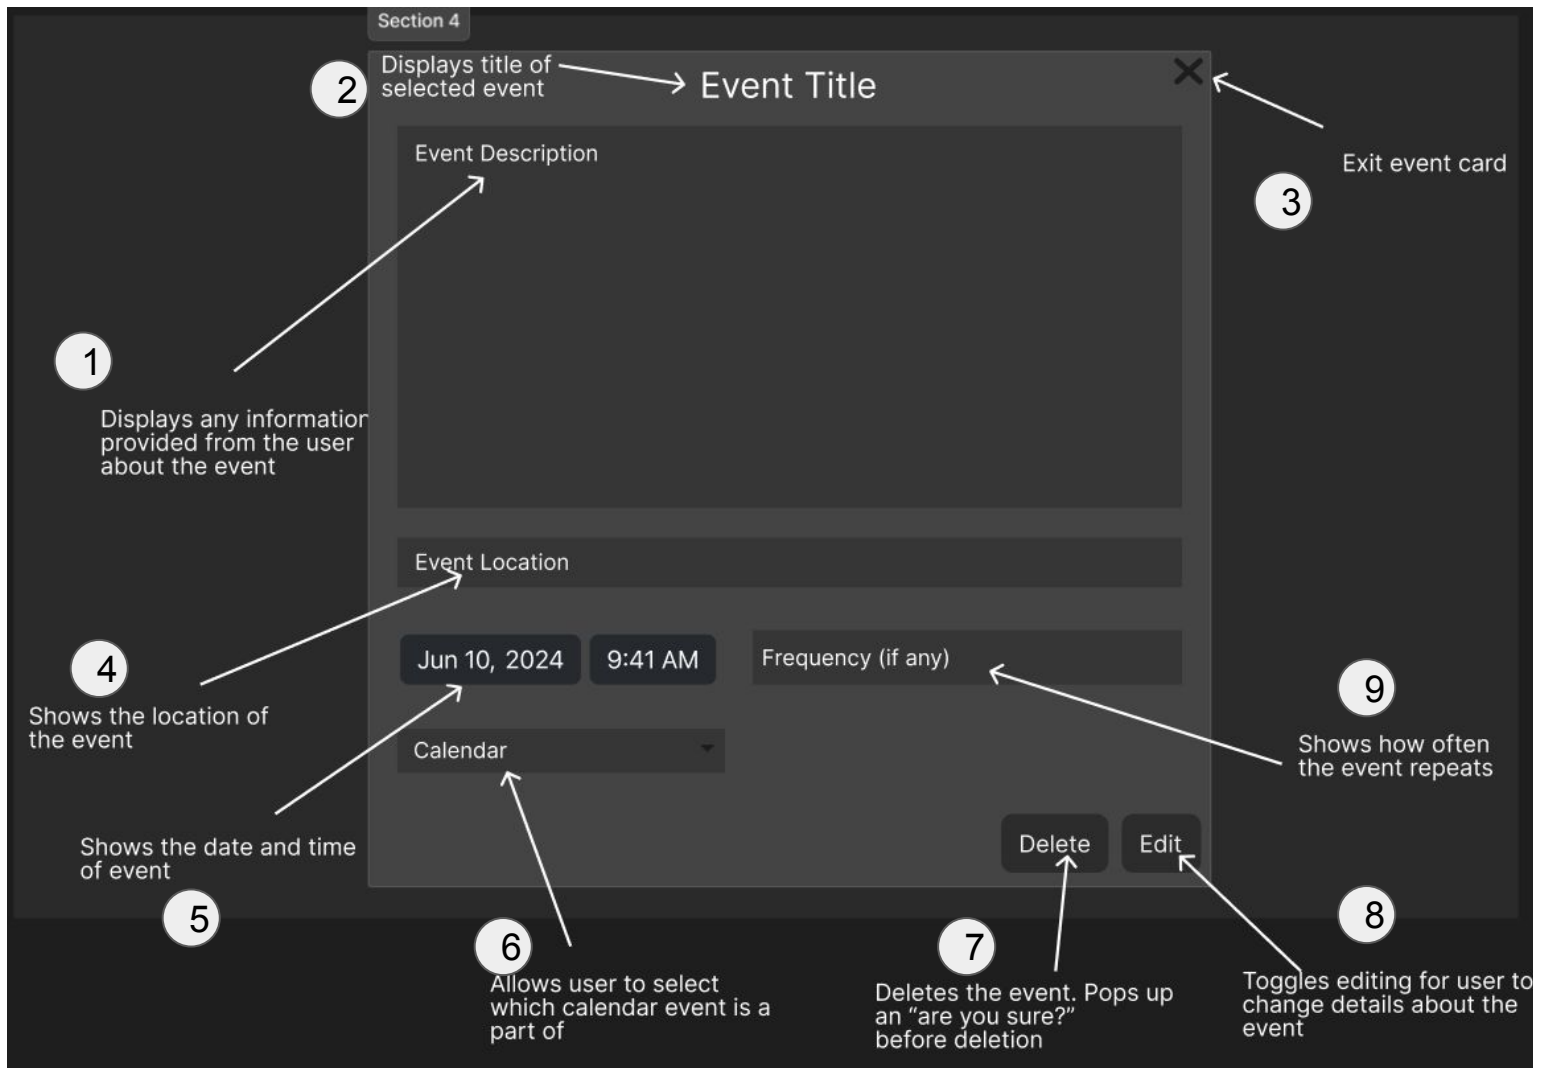 Section 4
2
Displays title of
selected event
Event Title
Exit event card
3
Event Description
1
Displays any information
provided from the user
about the event
Event Location
4
Shows the location of
the event
Jun 10, 2024
9:41 AM
Frequency (if any)
9
Shows how often
the event repeats
Calendar
Shows the date and time
of event
5
Delete
Edit
6
Allows user to select
which calendar event is a
part of
7
Deletes the event. Pops up
an “are you sure?”
before deletion
8
Toggles editing for user to
change details about the
event